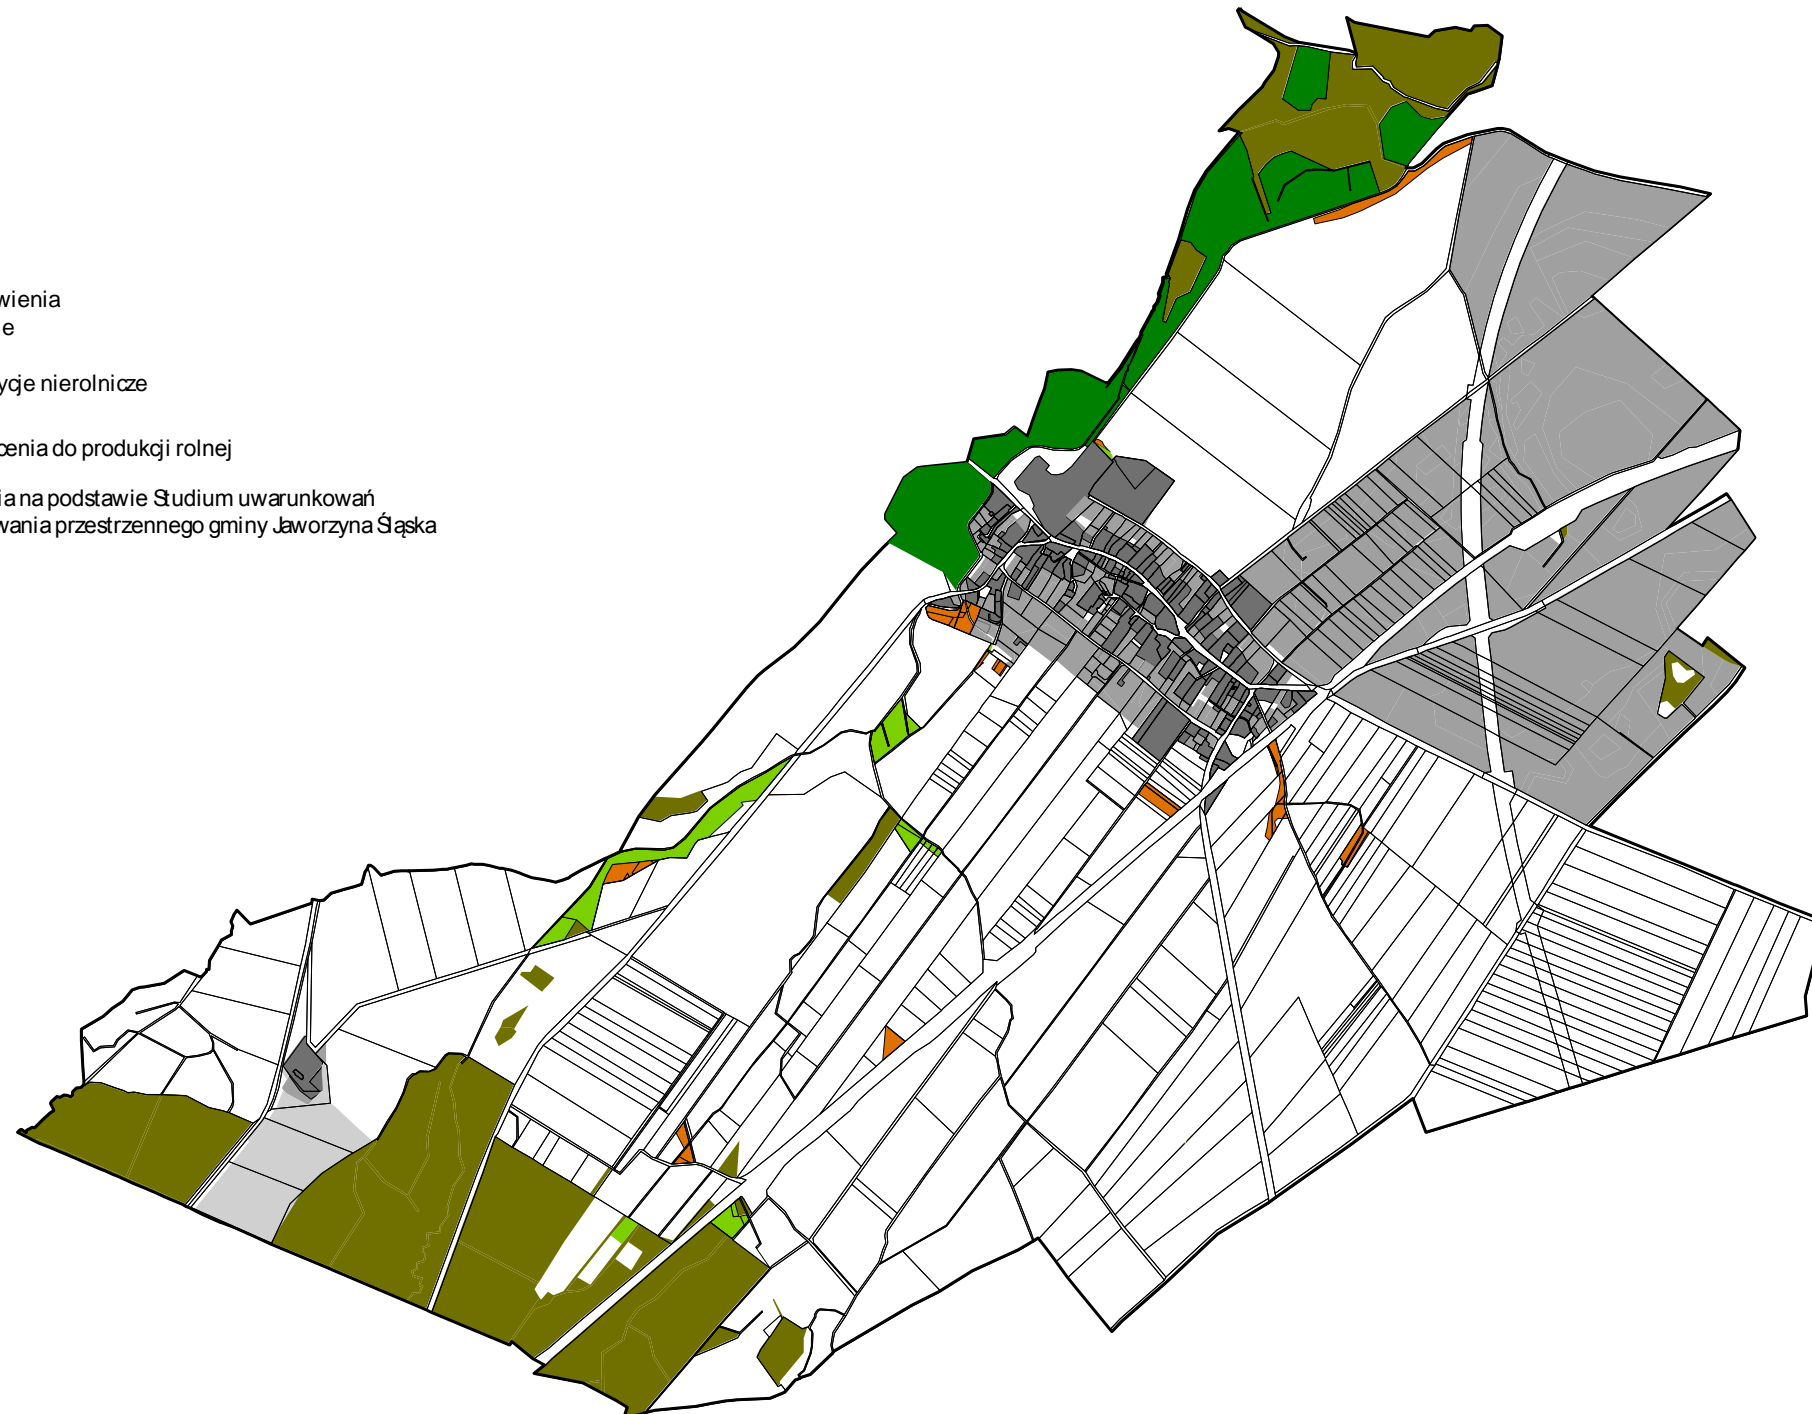 wienia
e
ycje nierolnicze
cenia do produkcji rolnej
ia na podstawie Studium uwarunkowań
wania przestrzennego gminy Jaworzyna Śląska